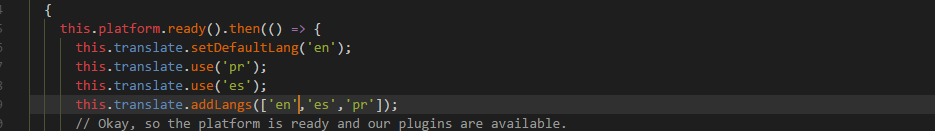 {
this.platform.ready().then(() => {
this.translate.setDefaultLang('en');
this.translate.use('pr');
this.translate.use('es');
this.translate.addLangs(['en','es','pr']);
// Okay, so the platform is ready and our plugins are available.